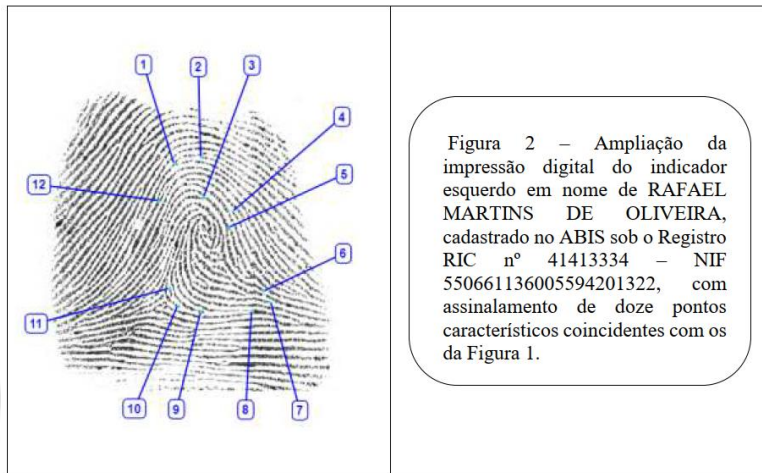 1
2
3
4
5
6
7
8
9
10
11
12
Figura 2 – Ampliação da
impressão digital do indicador
esquerdo em nome de RAFAEL
MARTINS DE OLIVEIRA,
cadastrado no ABIS sob o Registro
RIC nº 41413334 – NIF
550661136005594201322, com
assinalamento de doze pontos
característicos coincidentes com os
da Figura 1.